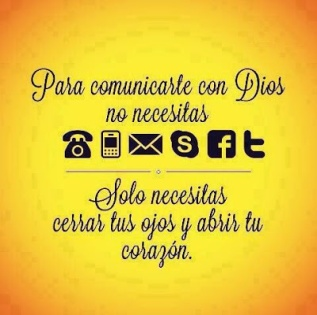 Para comunicarte con Dios
no necesitas
Solo necesitas
cerrar tus ojos y abrir tu
corazón.